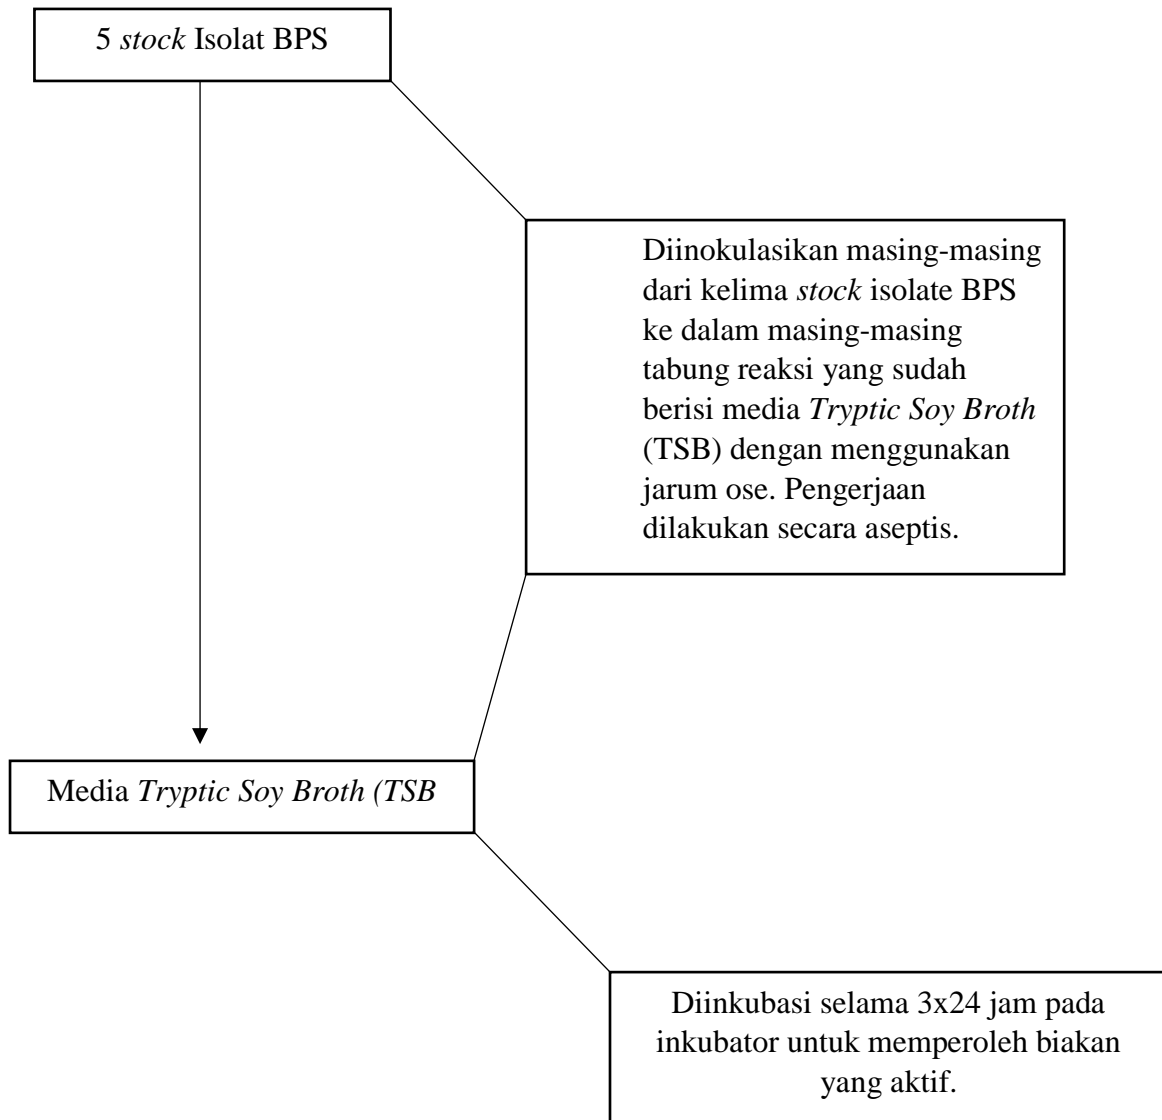 5 stock Isolat BPS
Diinokulasikan masing-masing
dari kelima stock isolate BPS
ke dalam masing-masing
tabung reaksi yang sudah
berisi media Tryptic Soy Broth
(TSB) dengan menggunakan
jarum ose. Pengerjaan
dilakukan secara aseptis.
Media Tryptic Soy Broth (TSB
Diinkubasi selama 3x24 jam pada
inkubator untuk memperoleh biakan
yang aktif.